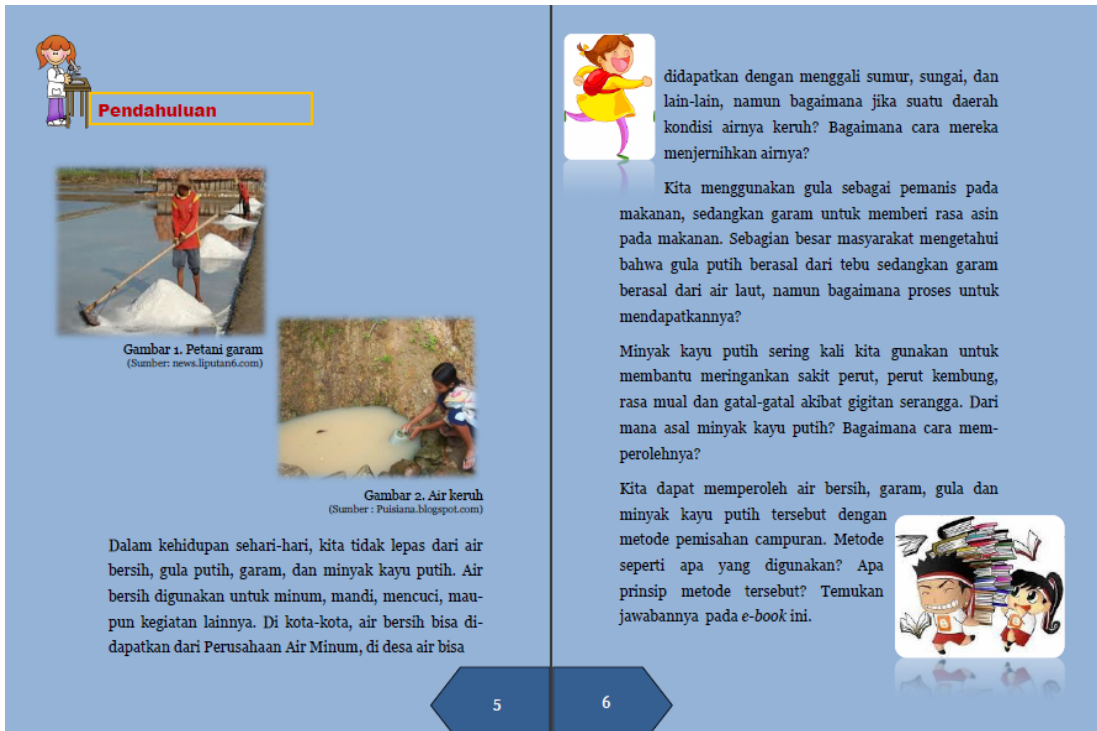 Pendahuluan
Gambar 1. Petani garam
(Sumber: news.liputan6.com)
Gambar 2. Air keruh
(Sumber : Puisiana.blogspot.com)
Dalam kehidupan sehari-hari, kita tidak lepas dari air
bersih, gula putih, garam, dan minyak kayu putih. Air
bersih digunakan untuk minum, mandi, mencuci, mau-
pun kegiatan lainnya. Di kota-kota, air bersih bisa di-
dapatkan dari Perusahaan Air Minum, di desa air bisa
5
didapatkan dengan menggali sumur, sungai, dan
lain-lain, namun bagaimana jika suatu daerah
kondisi airnya keruh? Bagaimana cara mereka
menjernihkan airnya?
Kita menggunakan gula sebagai pemanis pada
makanan, sedangkan garam untuk memberi rasa asin
pada makanan. Sebagian besar masyarakat mengetahui
bahwa gula putih berasal dari tebu sedangkan garam
berasal dari air laut, namun bagaimana proses untuk
mendapatkannya?
Minyak kayu putih sering kali kita gunakan untuk
membantu meringankan sakit perut, perut kembung,
rasa mual dan gatal-gatal akibat gigitan serangga. Dari
mana asal minyak kayu putih? Bagaimana cara mem-
perolehnya?
Kita dapat memperoleh air bersih, garam, gula dan
minyak kayu putih tersebut dengan
metode pemisahan campuran. Metode
seperti apa yang digunakan? Apa
prinsip metode tersebut? Temukan
jawabannya pada e-book ini.
6